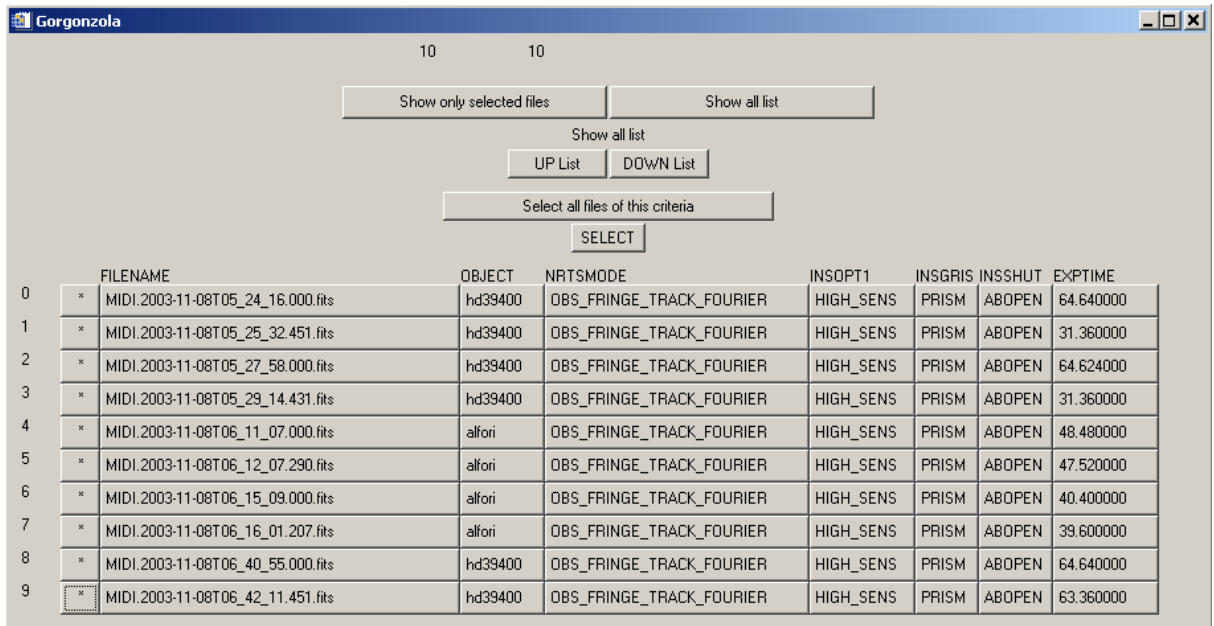 Gorgonzola
10 10
Show only selected files Show all list
Show all list
UP List DOWN List
Select all files of this criteria
SELECT
FILENAME OBJECT NRTSMODE INSOPT1 INSGRIS INSSHUT EXPTIME
0 * MIDI.2003-11-08T05_24_16.000.fits hd39400 OBS_FRINGE_TRACK_FOURIER HIGH_SENS PRISM ABOPEN 64.640000
1 * MIDI.2003-11-08T05_25_32.451.fits hd39400 OBS_FRINGE_TRACK_FOURIER HIGH_SENS PRISM ABOPEN 31.360000
2 * MIDI.2003-11-08T05_27_58.000.fits hd39400 OBS_FRINGE_TRACK_FOURIER HIGH_SENS PRISM ABOPEN 64.624000
3 * MIDI.2003-11-08T05_29_14.431.fits hd39400 OBS_FRINGE_TRACK_FOURIER HIGH_SENS PRISM ABOPEN 31.360000
4 * MIDI.2003-11-08T06_11_07.000.fits alfori OBS_FRINGE_TRACK_FOURIER HIGH_SENS PRISM ABOPEN 48.480000
5 * MIDI.2003-11-08T06_12_07.290.fits alfori OBS_FRINGE_TRACK_FOURIER HIGH_SENS PRISM ABOPEN 47.520000
6 * MIDI.2003-11-08T06_15_09.000.fits alfori OBS_FRINGE_TRACK_FOURIER HIGH_SENS PRISM ABOPEN 40.400000
7 * MIDI.2003-11-08T06_16_01.207.fits alfori OBS_FRINGE_TRACK_FOURIER HIGH_SENS PRISM ABOPEN 39.600000
8 * MIDI.2003-11-08T06_40_55.000.fits hd39400 OBS_FRINGE_TRACK_FOURIER HIGH_SENS PRISM ABOPEN 64.640000
9 * MIDI.2003-11-08T06_42_11.451.fits hd39400 OBS_FRINGE_TRACK_FOURIER HIGH_SENS PRISM ABOPEN 63.360000